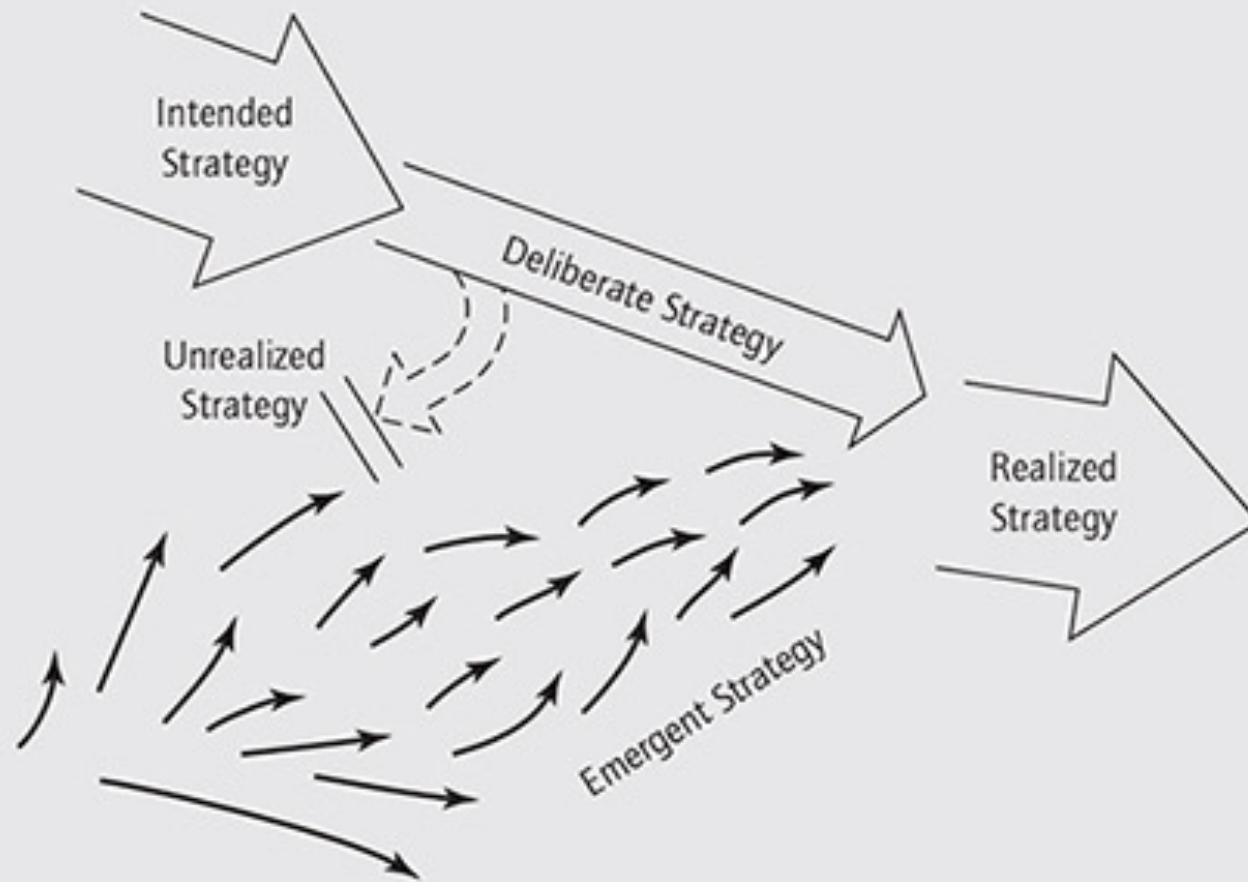 Intended
Strategy
Deliberate Strategy
Unrealized
Strategy
Realized
Strategy
Emergent Strategy